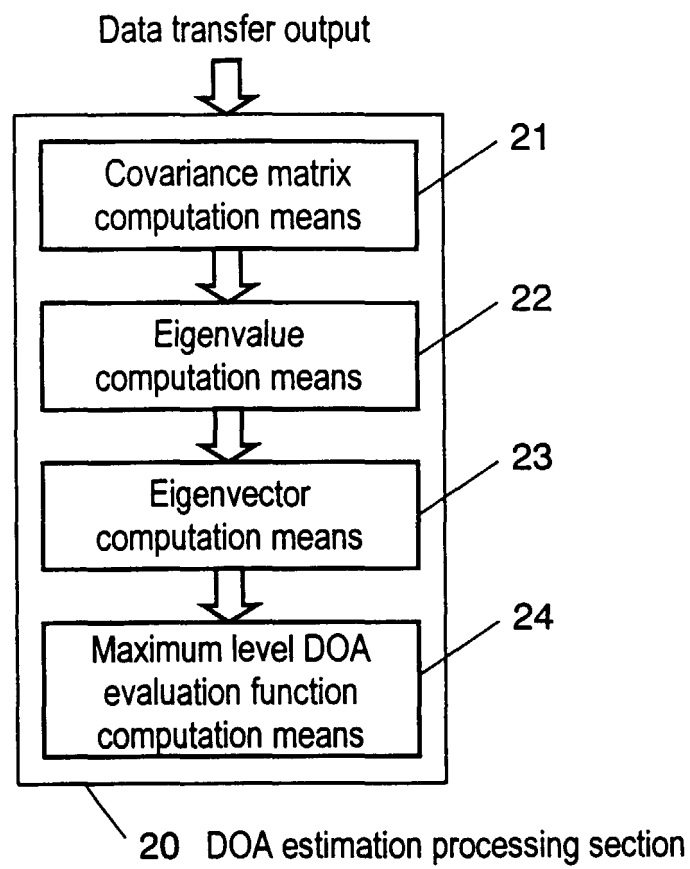 Data transfer output
21
Covariance matrix
computation means
22
Eigenvalue
computation means
23
Eigenvector
computation means
24
Maximum level DOA
evaluation function
computation means
20 DOA estimation processing section